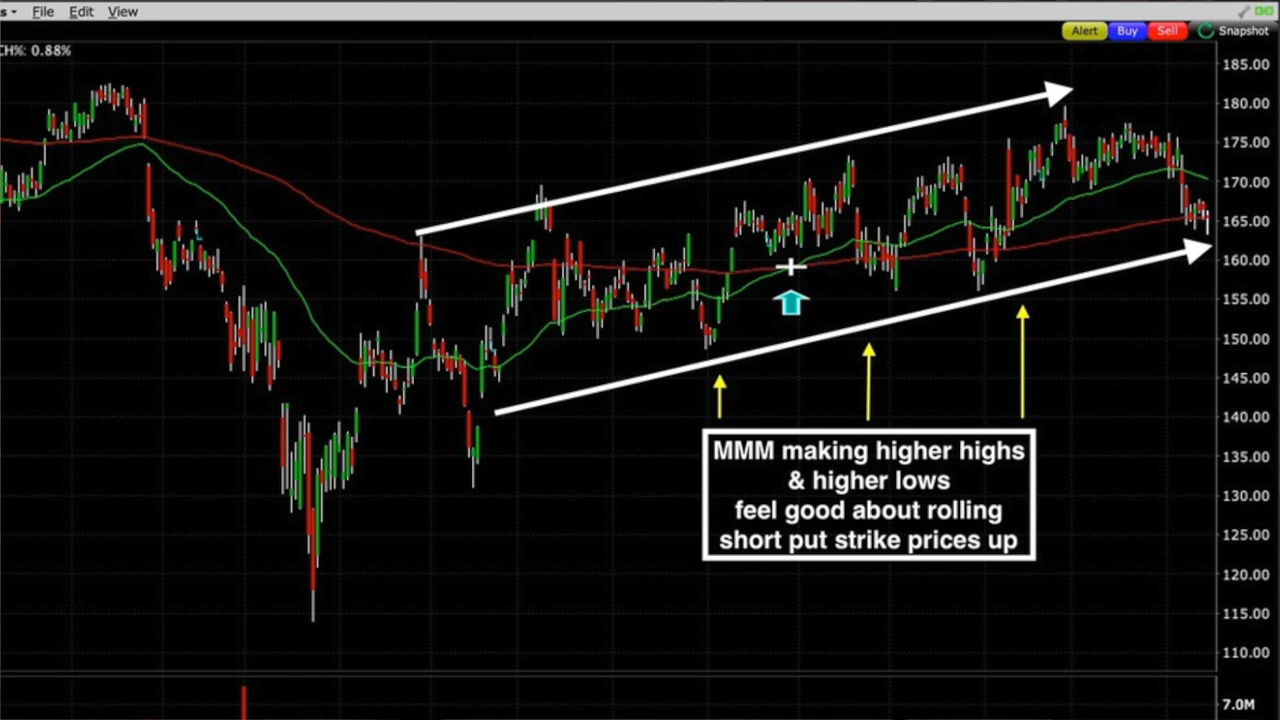 s File Edit View
Alert Buy Sell Snapshot
CH%: 0.88%
185.00
180.00
175.00
170.00
165.00
160.00
155.00
150.00
145.00
140.00
135.00
130.00
125.00
120.00
115.00
110.00
7.0M
MMM making higher highs
& higher lows
feel good about rolling
short put strike prices up